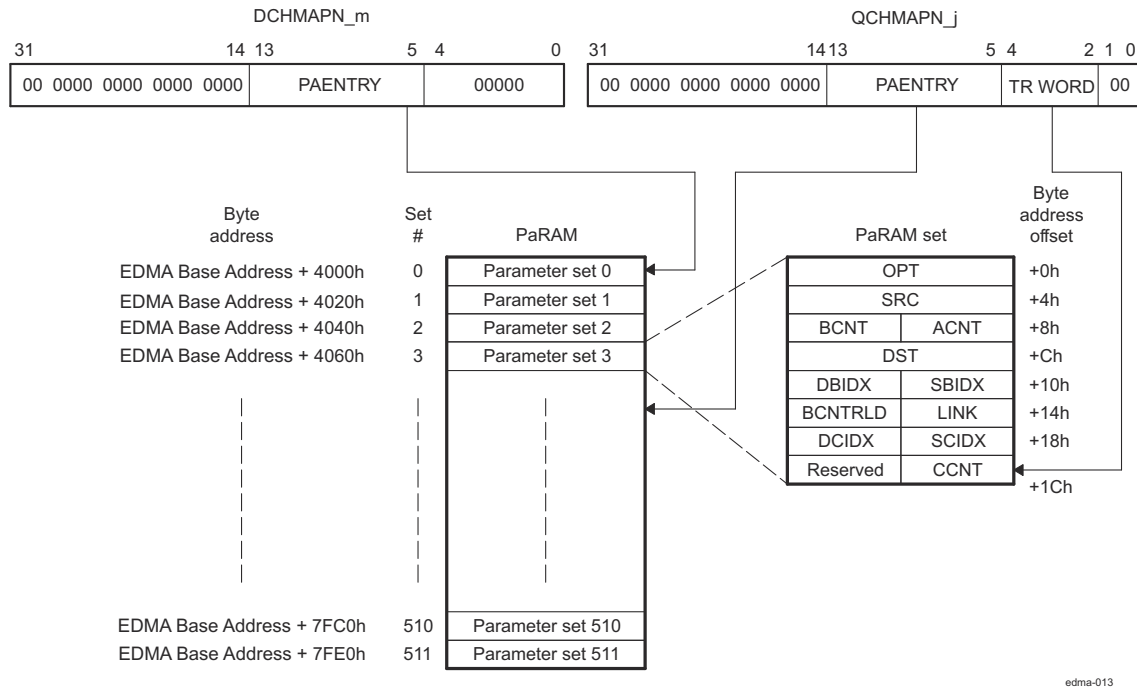 DCHMAPN_m QCHMAPN_j
31 14 13 5 4 0 31 14 13 5 4 2 1 0
00 0000 0000 0000 0000 PAENTRY 00000 00 0000 0000 0000 0000 PAENTRY TR WORD 00
Byte address Set # PaRAM PaRAM set Byte address offset
EDMA Base Address + 4000h 0 Parameter set 0 OPT +0h
EDMA Base Address + 4020h 1 Parameter set 1 SRC +4h
EDMA Base Address + 4040h 2 Parameter set 2 BCNT ACNT +8h
EDMA Base Address + 4060h 3 Parameter set 3 DST +Ch
DBIDX SBIDX +10h
BCNTRLD LINK +14h
DCIDX SCIDX +18h
Reserved CCNT +1Ch
EDMA Base Address + 7FC0h 510 Parameter set 510
EDMA Base Address + 7FE0h 511 Parameter set 511
edma-013